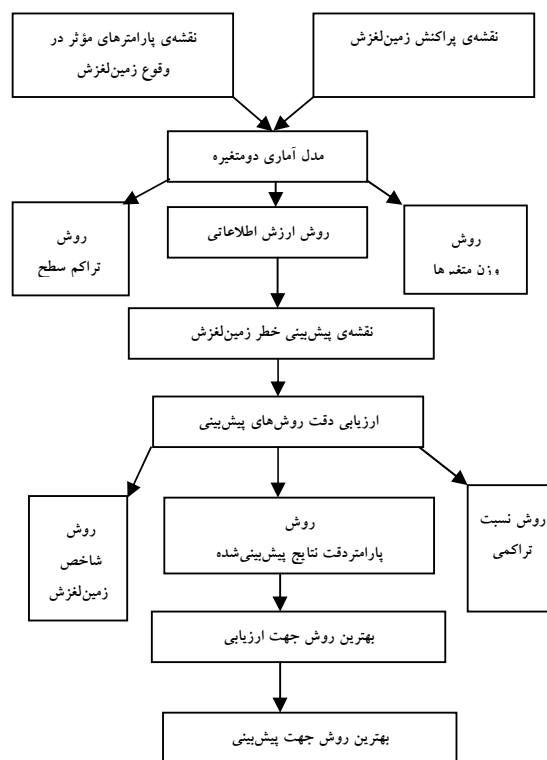 نقشه‌ی پراکنش زمین‌لغزش
نقشه‌ی پارامترهای مؤثر در
وقوع زمین‌لغزش
مدل آماری دومتغیره
روش
وزن متغیرها
روش ارزش اطلاعاتی
روش
تراکم سطح
نقشه‌ی پیش‌بینی خطر زمین‌لغزش
ارزیابی دقت روش‌های پیش‌بینی
روش نسبت
تراکمی
روش
پارامتردقت نتایج پیش‌بینی‌شده
روش
شاخص
زمین‌لغزش
بهترین روش جهت ارزیابی
بهترین روش جهت پیش‌بینی